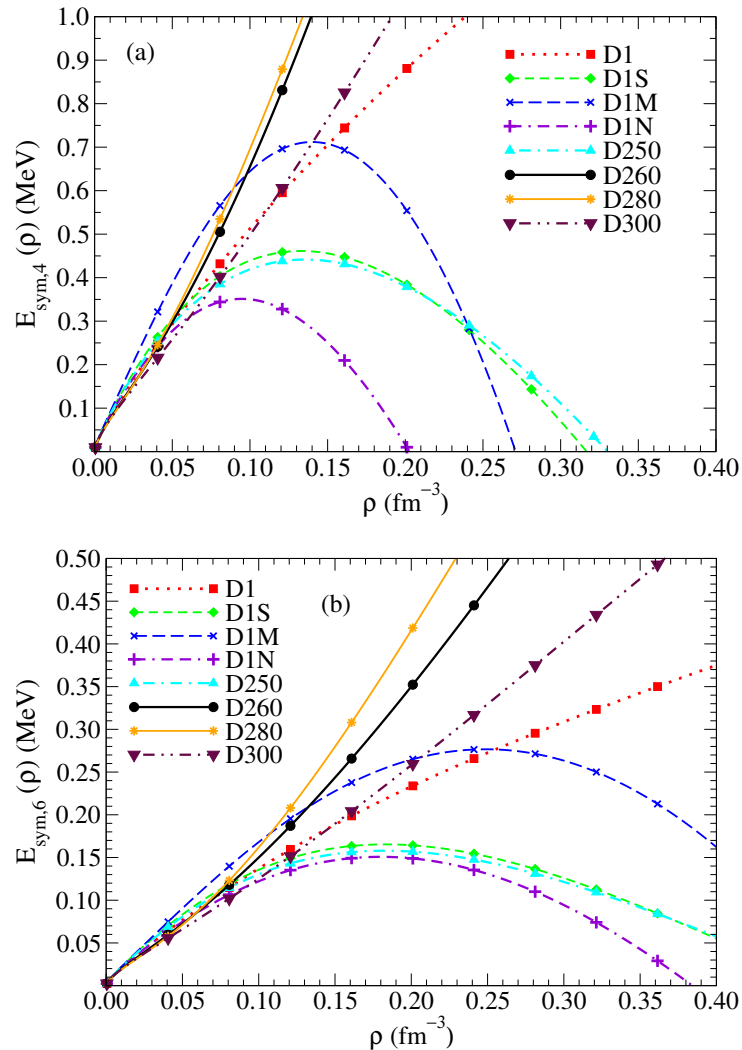 (a)
E_sym,4 (ρ) (MeV)
1.0
0.9
0.8
0.7
0.6
0.5
0.4
0.3
0.2
0.1
D1
D1S
D1M
D1N
D250
D260
D280
D300
0.00 0.05 0.10 0.15 0.20 0.25 0.30 0.35 0.40
ρ (fm⁻³)
(b)
E_sym,6 (ρ) (MeV)
0.50
0.45
0.40
0.35
0.30
0.25
0.20
0.15
0.10
0.05
D1
D1S
D1M
D1N
D250
D260
D280
D300
0.00 0.05 0.10 0.15 0.20 0.25 0.30 0.35 0.40
ρ (fm⁻³)